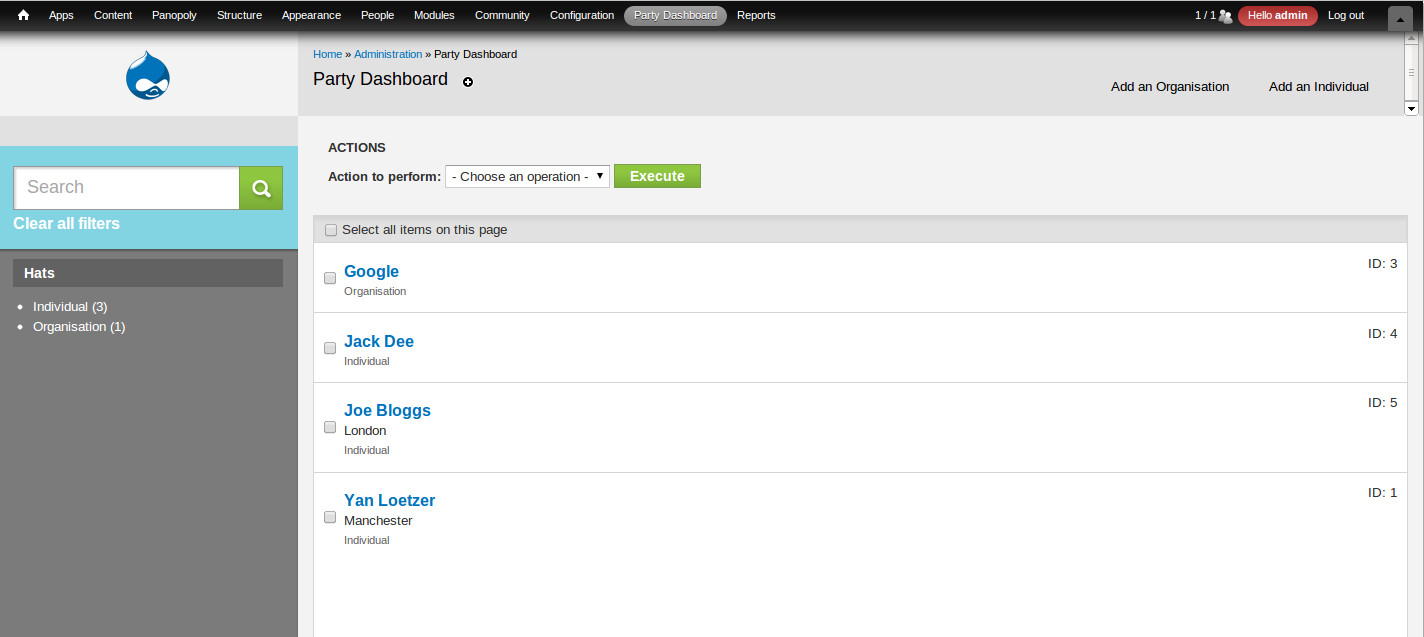 Apps Content Panopoly Structure Appearance People Modules Community Configuration Party Dashboard Reports 1 / 1 Hello admin Log out
Home » Administration » Party Dashboard
Party Dashboard
Add an Organisation Add an Individual
Search
Clear all filters
Hats
Individual (3)
Organisation (1)
ACTIONS
Action to perform: - Choose an operation - Execute
Select all items on this page
Google ID: 3
Organisation
Jack Dee ID: 4
Individual
Joe Bloggs ID: 5
London
Individual
Yan Loetzer ID: 1
Manchester
Individual